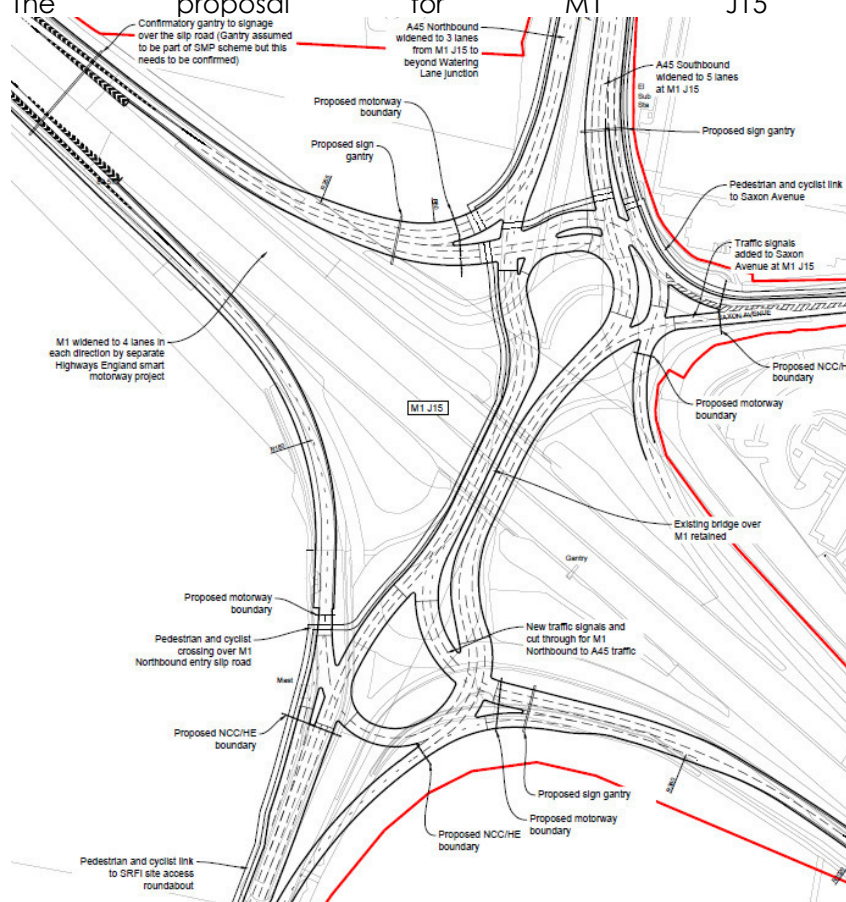 The proposal for M1 J15
Confirmatory gantry to signage
over the slip road (Gantry assumed
to be part of SMP scheme but this
needs to be confirmed)
A45 Northbound
widened to 3 lanes
from M1 J15 to
beyond Watering
Lane junction
A45 Southbound
widened to 5 lanes
at M1 J15
El
Sub
Sta
Proposed motorway
boundary
Proposed sign
gantry
Proposed sign gantry
Pedestrian and cyclist link
to Saxon Avenue
Traffic signals
added to Saxon
Avenue at M1 J15
SAXON AVENUE
M1 widened to 4 lanes in
each direction by separate
Highways England smart
motorway project
Proposed NCC/H
boundary
Proposed motorway
boundary
M1 J15
Existing bridge over
M1 retained
Gantry
Proposed motorway
boundary
New traffic signals and
cut through for M1
Northbound to A45 traffic
Pedestrian and cyclist
crossing over M1
Northbound entry slip road
Mast
Proposed NCC/HE
boundary
Proposed sign gantry
Proposed motorway
boundary
Proposed NCC/HE
boundary
Pedestrian and cyclist link
to SRFI site access
roundabout